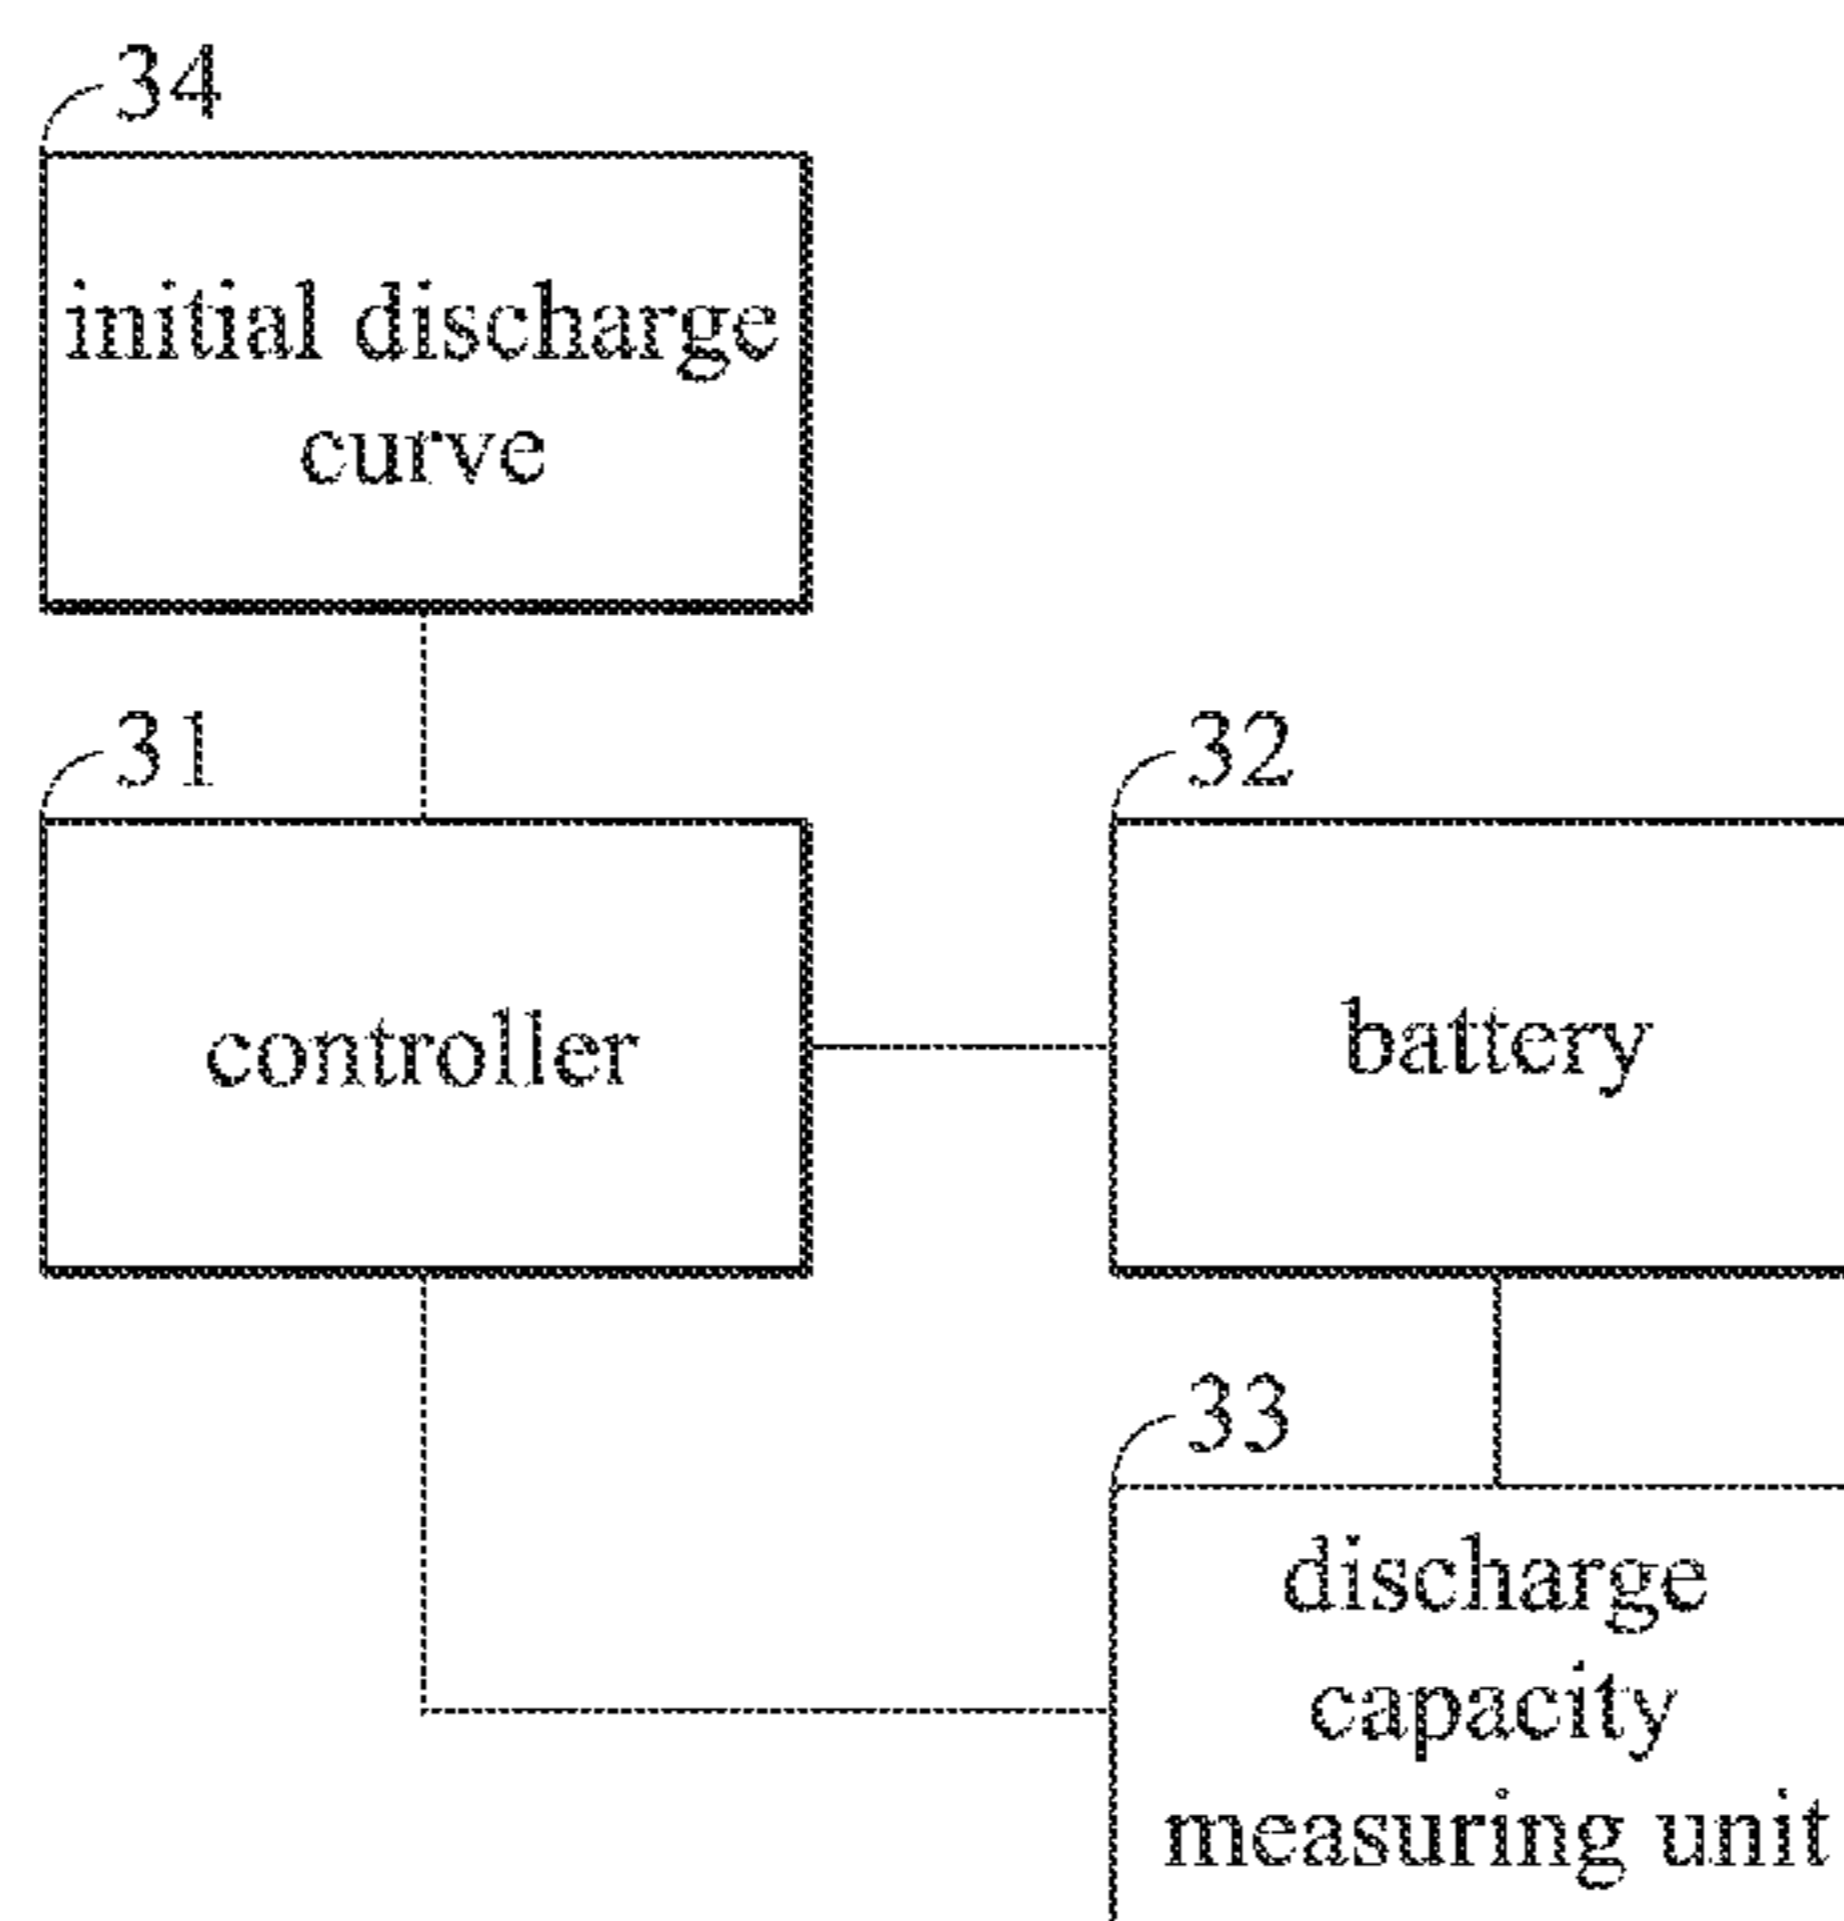 34
initial discharge
curve
31
controller
32
battery
33
discharge
capacity
measuring unit